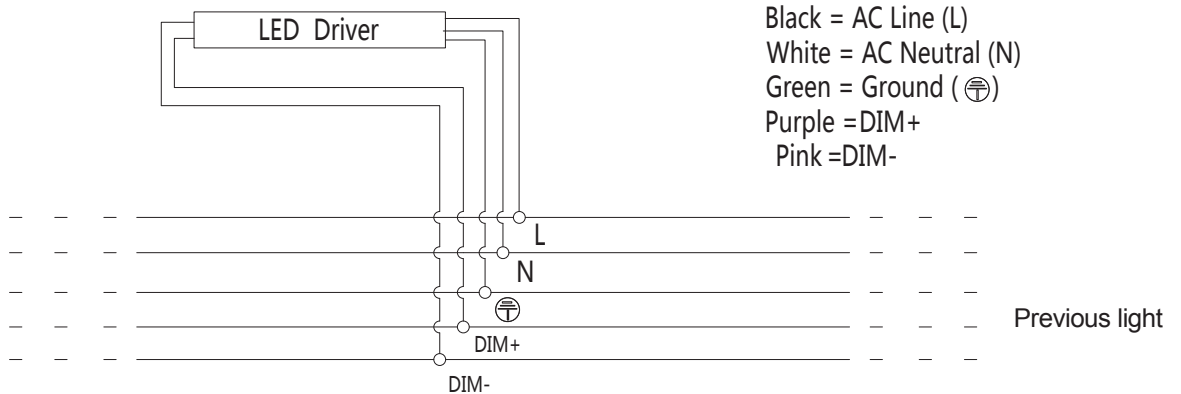 LED Driver
Black = AC Line (L)
White = AC Neutral (N)
Green = Ground ( ⏚)
Purple =DIM+
Pink =DIM-
L
N
DIM+
DIM-
Previous light